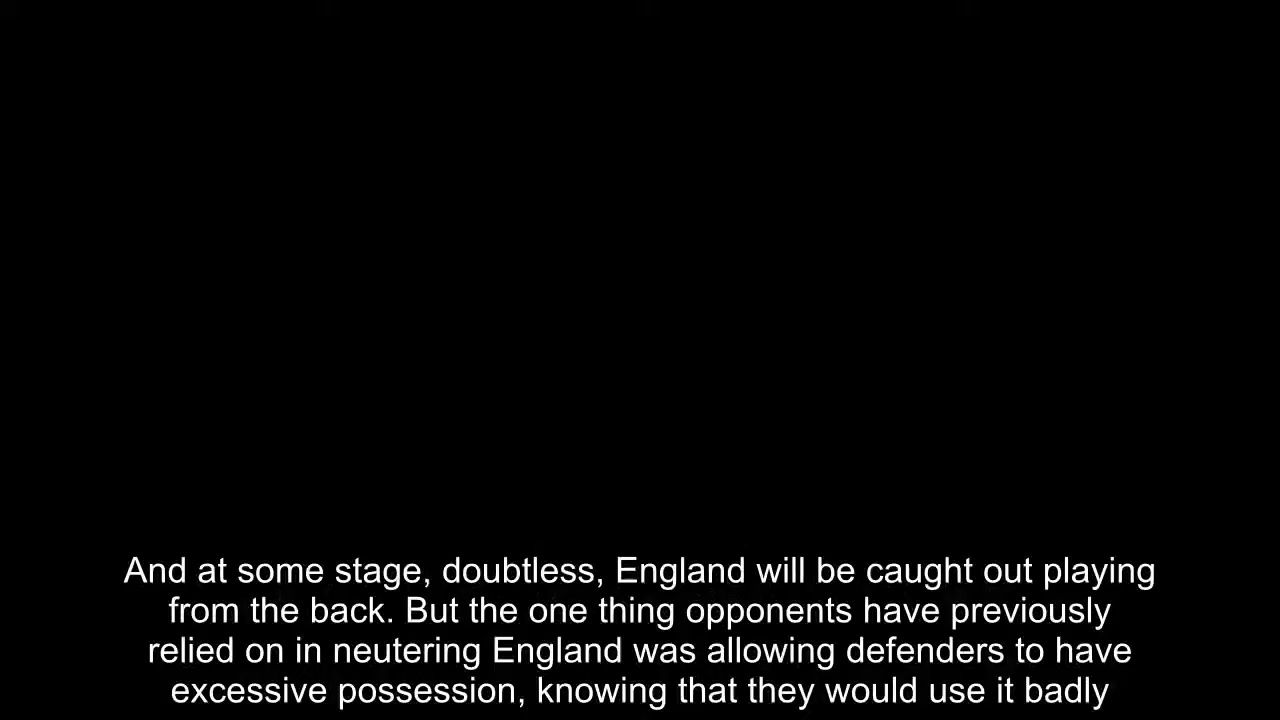 And at some stage, doubtless, England will be caught out playing
from the back. But the one thing opponents have previously
relied on in neutering England was allowing defenders to have
excessive possession, knowing that they would use it badly